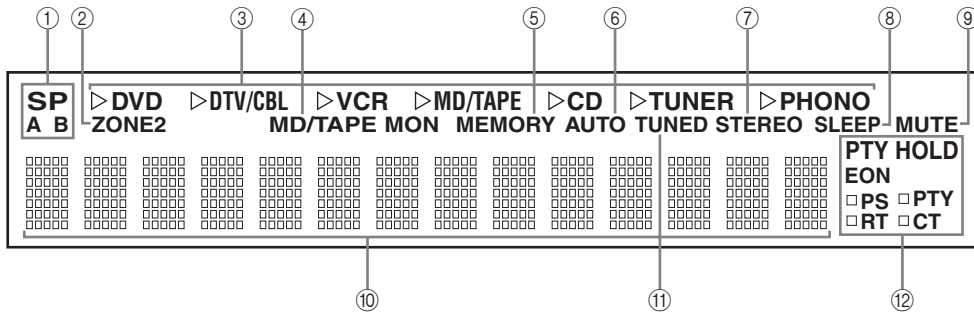 ① ② ③ ④ ⑤ ⑥ ⑦ ⑧ ⑨
SP ▷DVD ▷DTV/CBL ▷VCR ▷MD/TAPE ▷CD ▷TUNER ▷PHONO
A B ZONE2 MD/TAPE MON MEMORY AUTO TUNED STEREO SLEEP MUTE
PTY HOLD
EON
PS PTY
RT CT
⑩ ⑪ ⑫